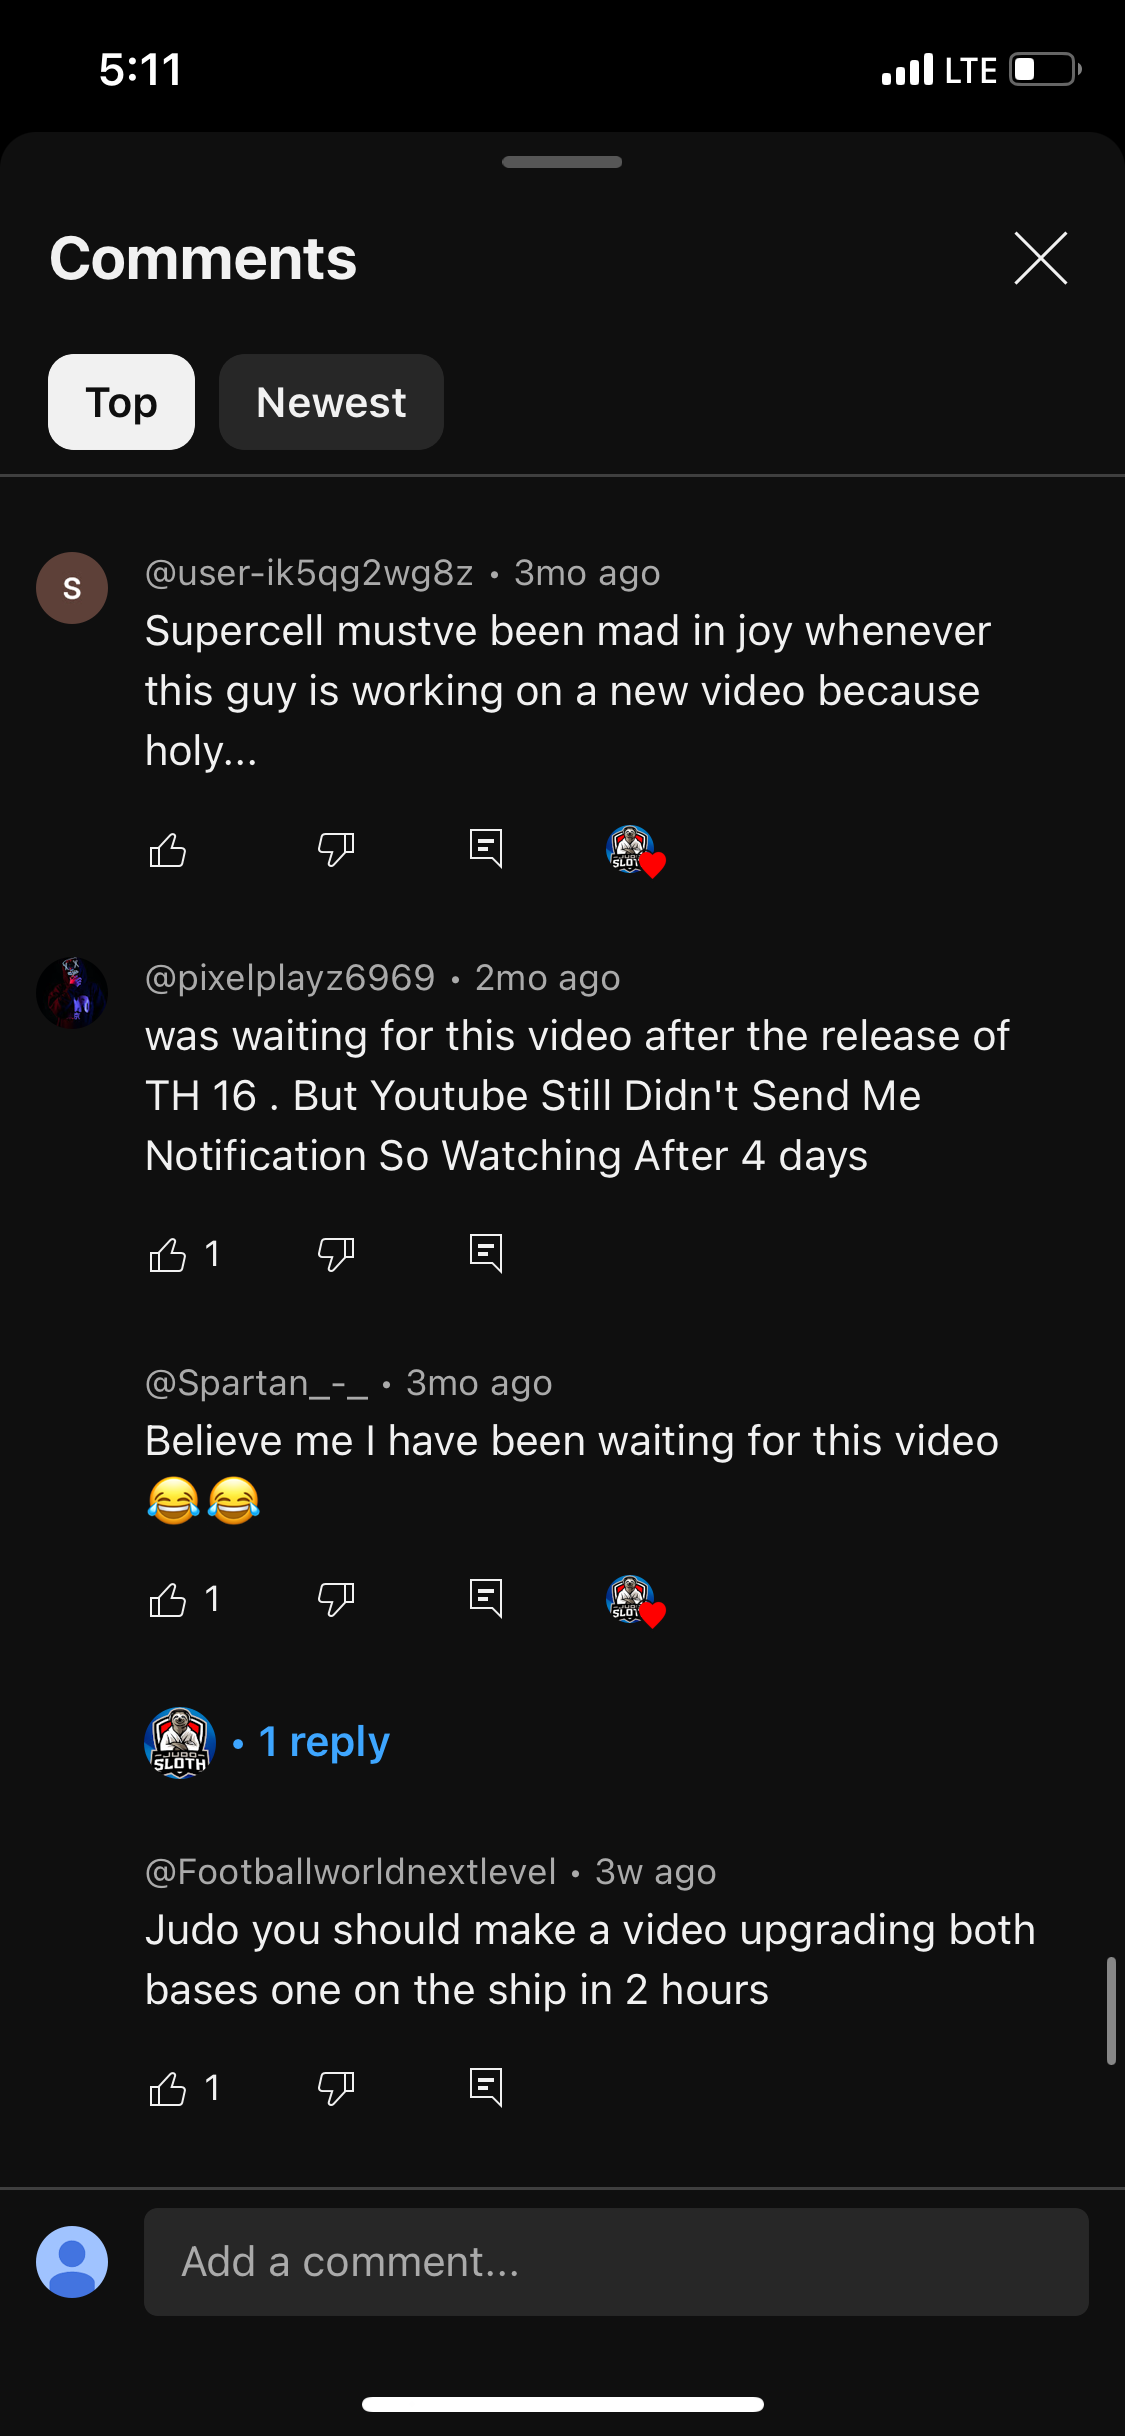 5:11
LTE
Comments
Top
Newest
S
@user-ik5qg2wg8z • 3mo ago
Supercell mustve been mad in joy whenever
this guy is working on a new video because
holy...
@pixelplayz6969 • 2mo ago
was waiting for this video after the release of
TH 16 . But Youtube Still Didn't Send Me
Notification So Watching After 4 days
1
@Spartan_-_ • 3mo ago
Believe me I have been waiting for this video
😂😂
1
JUDO
SLOTH
• 1 reply
@Footballworldnextlevel • 3w ago
Judo you should make a video upgrading both
bases one on the ship in 2 hours
1
Add a comment...